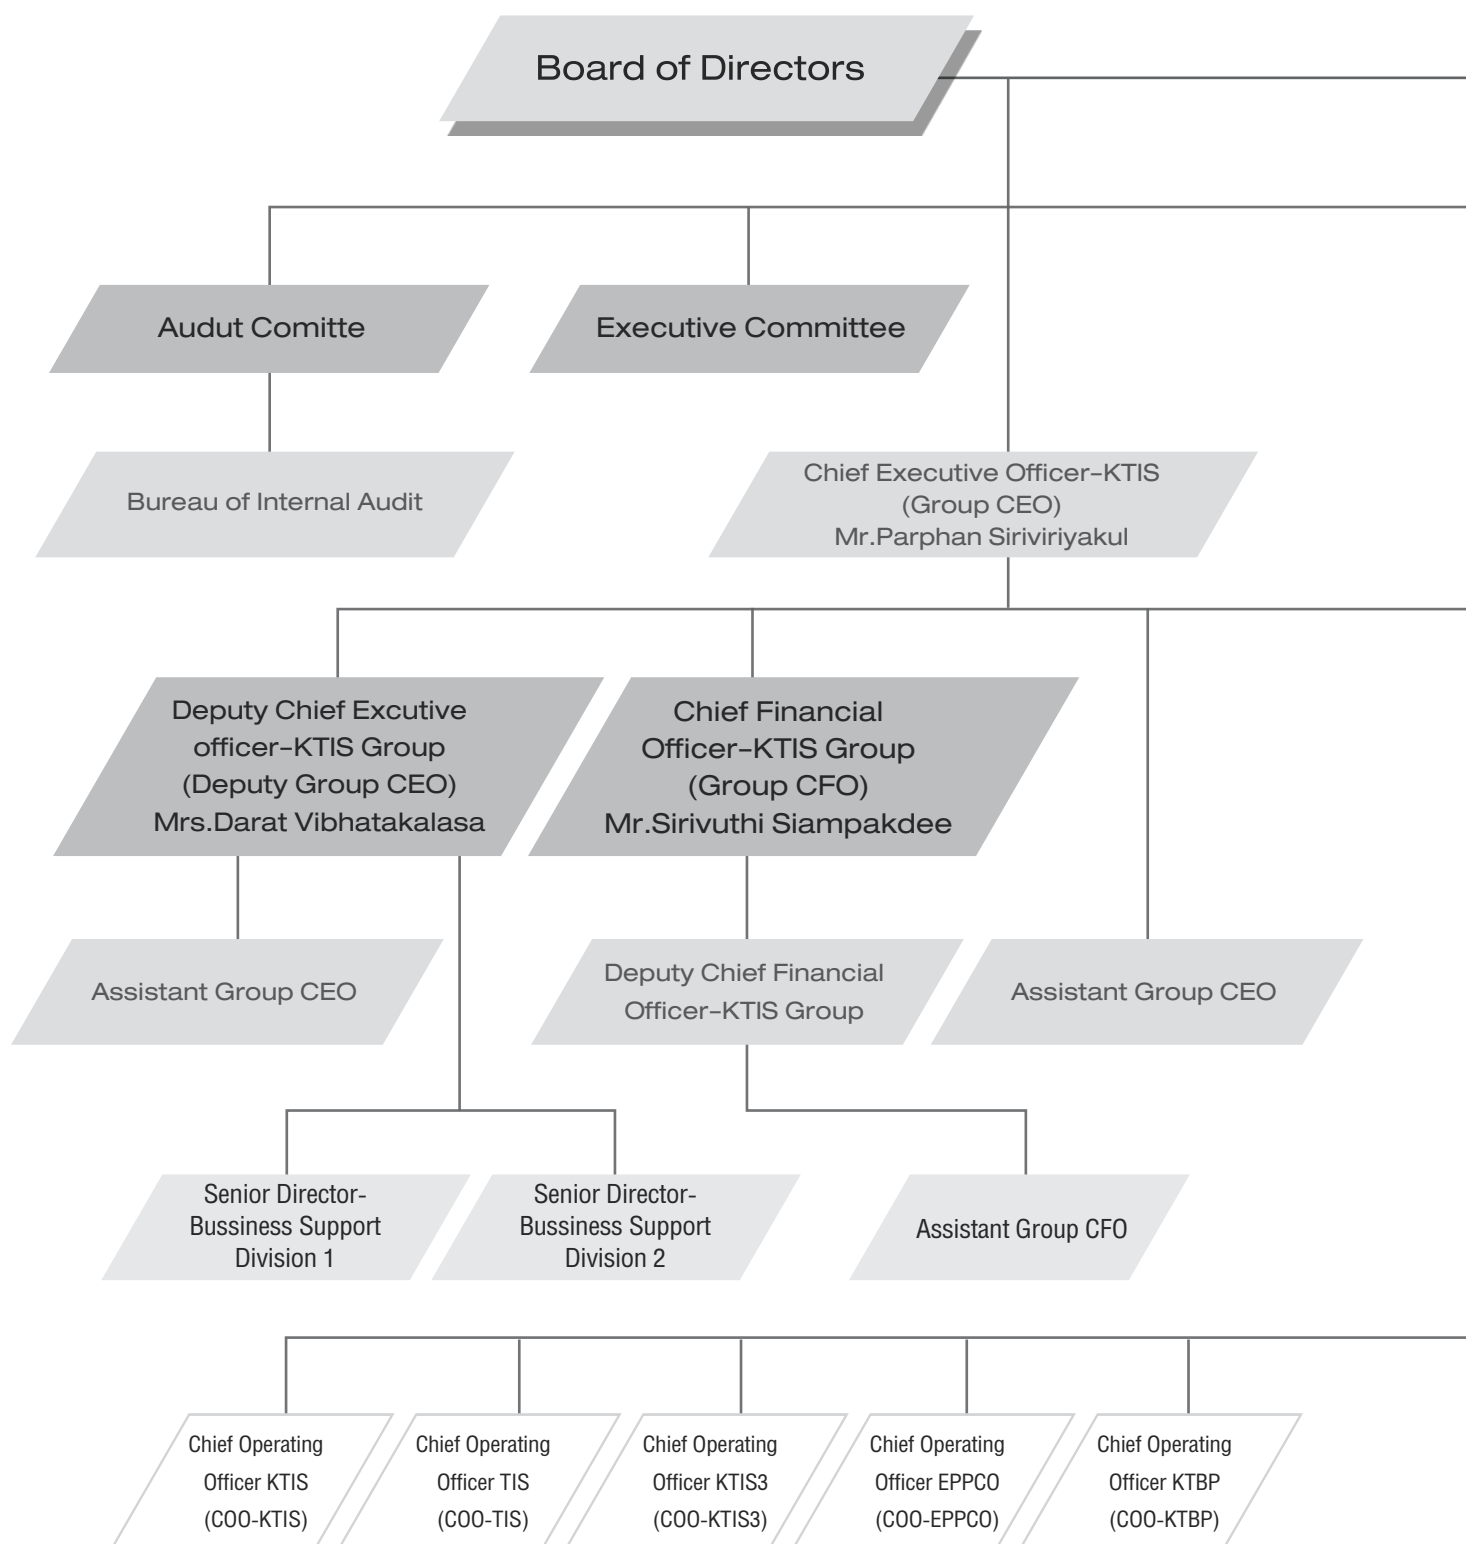 Board of Directors
Audut Comitte
Executive Committee
Bureau of Internal Audit
Chief Executive Officer-KTIS
(Group CEO)
Mr.Parphan Siriviriyakul
Deputy Chief Excutive
officer-KTIS Group
(Deputy Group CEO)
Mrs.Darat Vibhatakalasa
Chief Financial
Officer-KTIS Group
(Group CFO)
Mr.Sirivuthi Siampakdee
Assistant Group CEO
Deputy Chief Financial
Officer-KTIS Group
Assistant Group CEO
Senior Director-
Bussiness Support
Division 1
Senior Director-
Bussiness Support
Division 2
Assistant Group CFO
Chief Operating
Officer KTIS
(COO-KTIS)
Chief Operating
Officer TIS
(COO-TIS)
Chief Operating
Officer KTIS3
(COO-KTIS3)
Chief Operating
Officer EPPCO
(COO-EPPCO)
Chief Operating
Officer KTBP
(COO-KTBP)